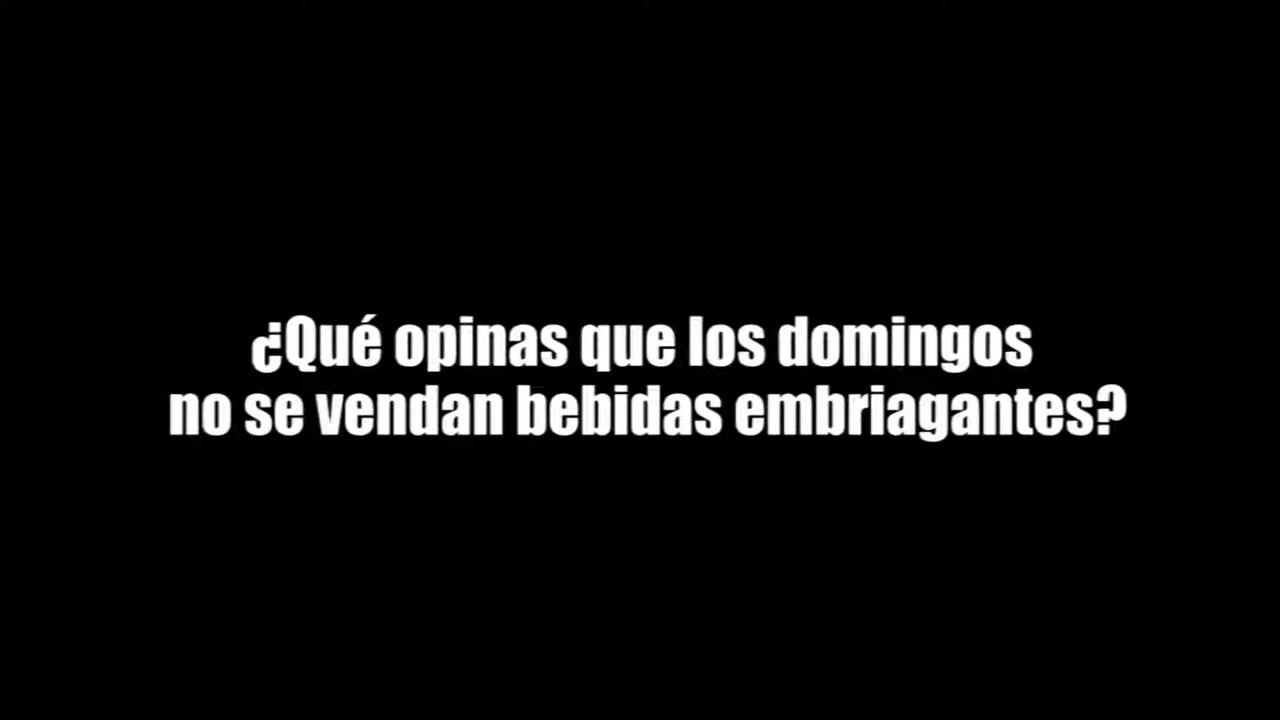 ¿Qué opinas que los domingos
no se vendan bebidas embriagantes?